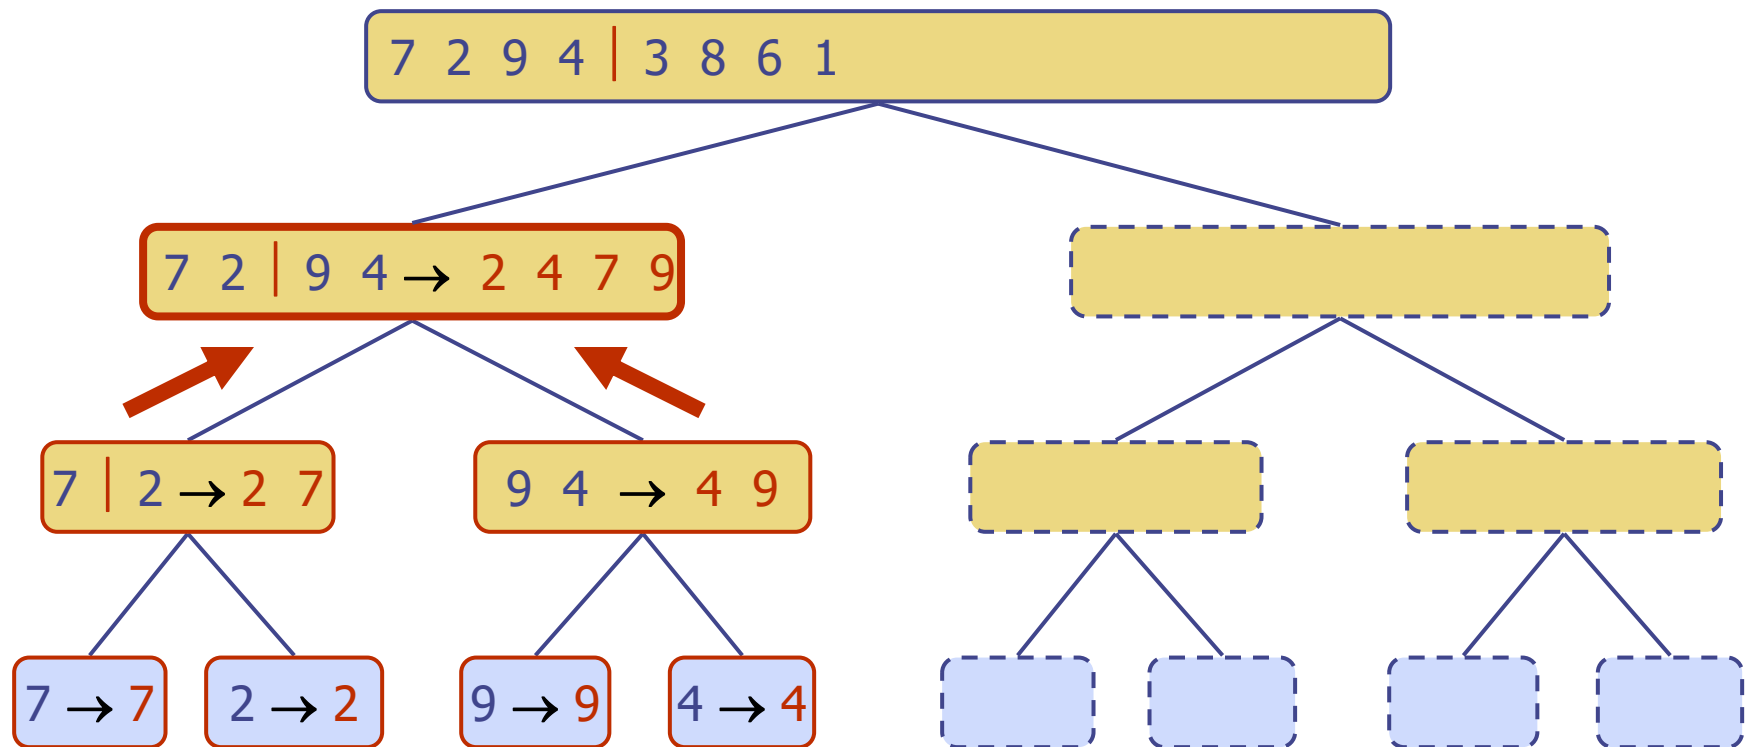 7 2 9 4 | 3 8 6 1
7 2 | 9 4 → 2 4 7 9
7 | 2 → 2 7
9 4 → 4 9
7 → 7
2 → 2
9 → 9
4 → 4